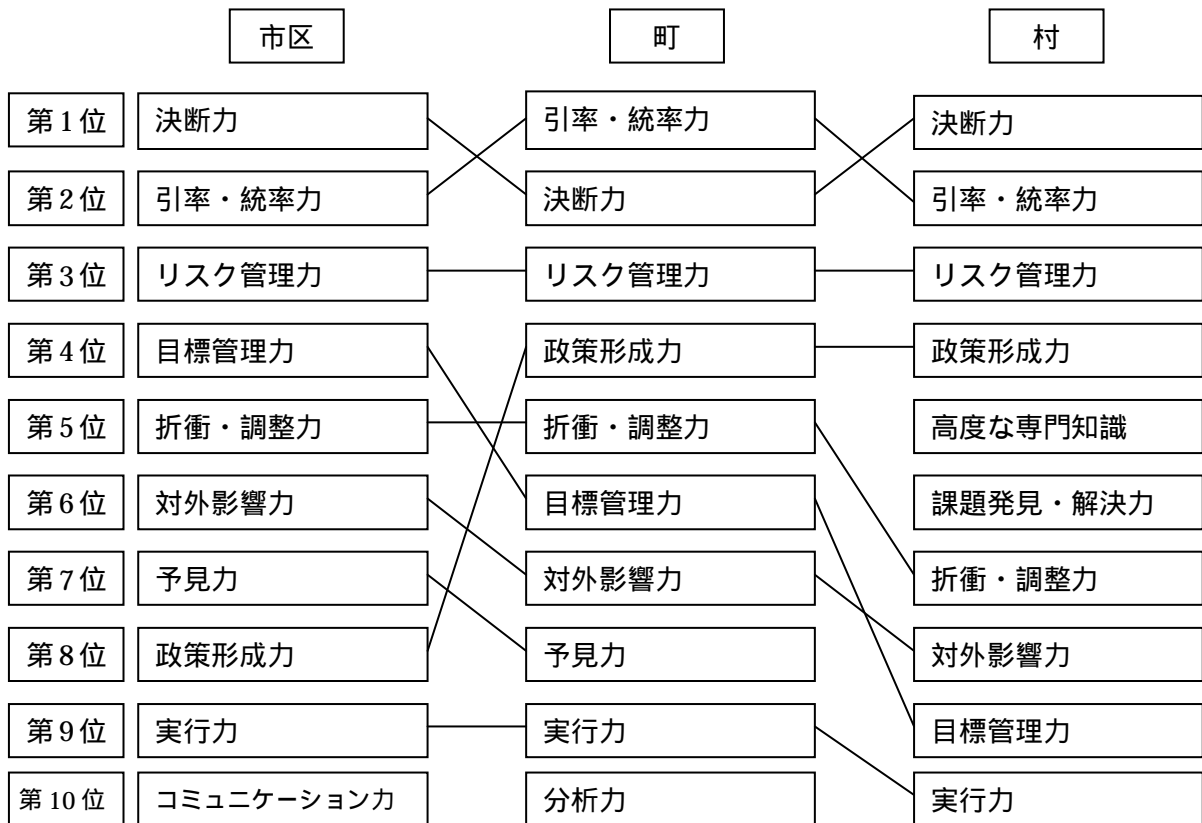 市区 町 村
第1位 決断力 引率・統率力 決断力
第2位 引率・統率力 決断力 引率・統率力
第3位 リスク管理力 リスク管理力 リスク管理力
第4位 目標管理力 政策形成力 政策形成力
第5位 折衝・調整力 折衝・調整力 高度な専門知識
第6位 対外影響力 目標管理力 課題発見・解決力
第7位 予見力 対外影響力 折衝・調整力
第8位 政策形成力 予見力 対外影響力
第9位 実行力 実行力 目標管理力
第10位 コミュニケーション力 分析力 実行力